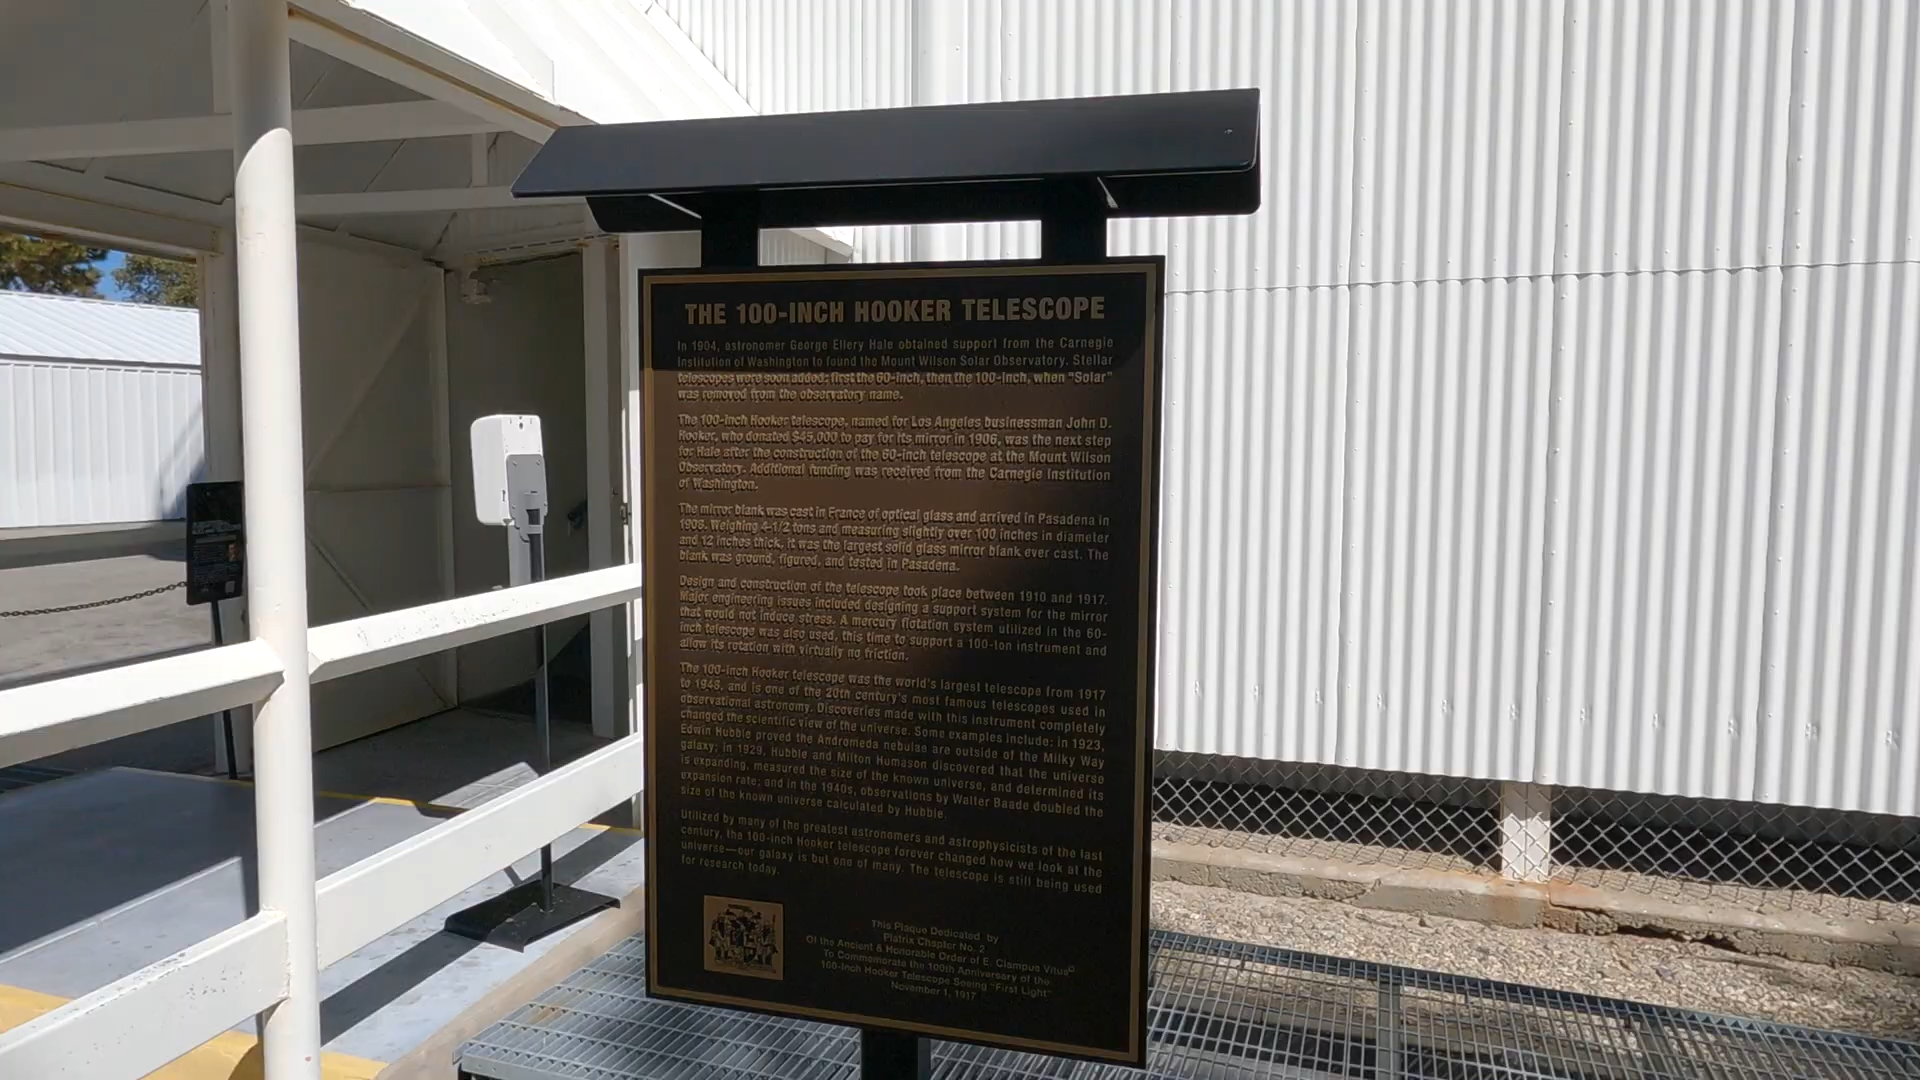 THE 100-INCH HOOKER TELESCOPE
In 1904, astronomer George Ellery Hale obtained support from the Carnegie
Institution of Washington to found the Mount Wilson Solar Observatory. Stellar
telescopes were soon added; first the 60-inch, then the 100-inch, when "Solar"
was removed from the observatory name.
The 100-inch Hooker telescope, named for Los Angeles businessman John D.
Hooker, who donated $45,000 to pay for its mirror in 1906, was the next step
for Hale after the construction of the 60-inch telescope at the Mount Wilson
Observatory. Additional funding was received from the Carnegie Institution
of Washington.
The mirror blank was cast in France of optical glass and arrived in Pasadena in
1908. Weighing 4-1/2 tons and measuring slightly over 100 inches in diameter
and 12 inches thick, it was the largest solid glass mirror blank ever cast. The
blank was ground, figured, and tested in Pasadena.
Design and construction of the telescope took place between 1910 and 1917.
Major engineering issues included designing a support system for the mirror
that would not induce stress. A mercury flotation system utilized in the 60-
inch telescope was also used, this time to support a 100-ton instrument and
allow its rotation with virtually no friction.
The 100-inch Hooker telescope was the world's largest telescope from 1917
to 1948, and is one of the 20th century's most famous telescopes used in
observational astronomy. Discoveries made with this instrument completely
changed the scientific view of the universe. Some examples include: in 1923,
Edwin Hubble proved the Andromeda nebulae are outside of the Milky Way
galaxy; in 1929, Hubble and Milton Humason discovered that the universe
is expanding, measured the size of the known universe, and determined its
expansion rate; and in the 1940s, observations by Walter Baade doubled the
size of the known universe calculated by Hubble.
Utilized by many of the greatest astronomers and astrophysicists of the last
century, the 100-inch Hooker telescope forever changed how we look at the
universe—our galaxy is but one of many. The telescope is still being used
for research today.
This Plaque Dedicated by
Platrix Chapter No. 2
Of the Ancient & Honorable Order of E. Clampus Vitus
To Commemorate the 100th Anniversary of the
100-Inch Hooker Telescope Seeing "First Light"
November 1, 1917